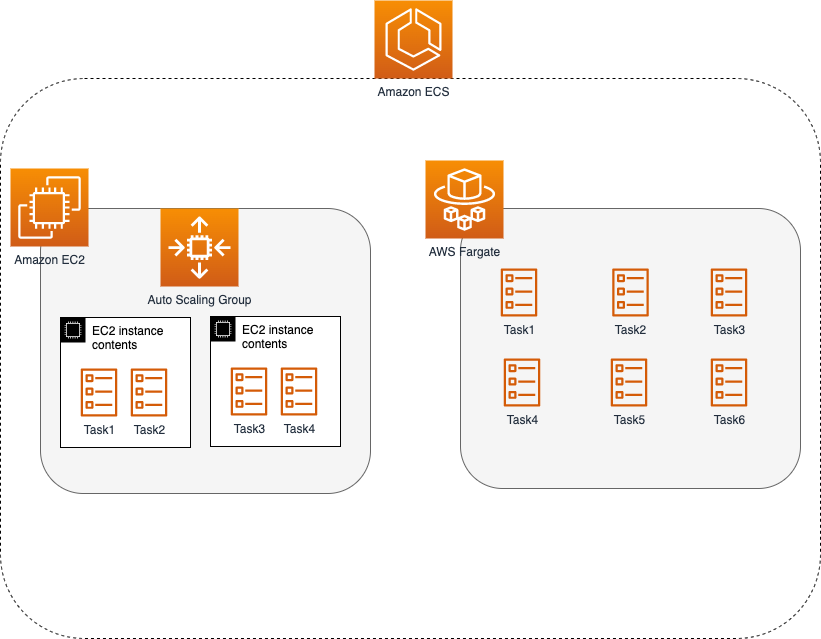 Amazon ECS
Amazon EC2
Auto Scaling Group
EC2 instance
contents
Task1
Task2
EC2 instance
contents
Task3
Task4
AWS Fargate
Task1
Task2
Task3
Task4
Task5
Task6